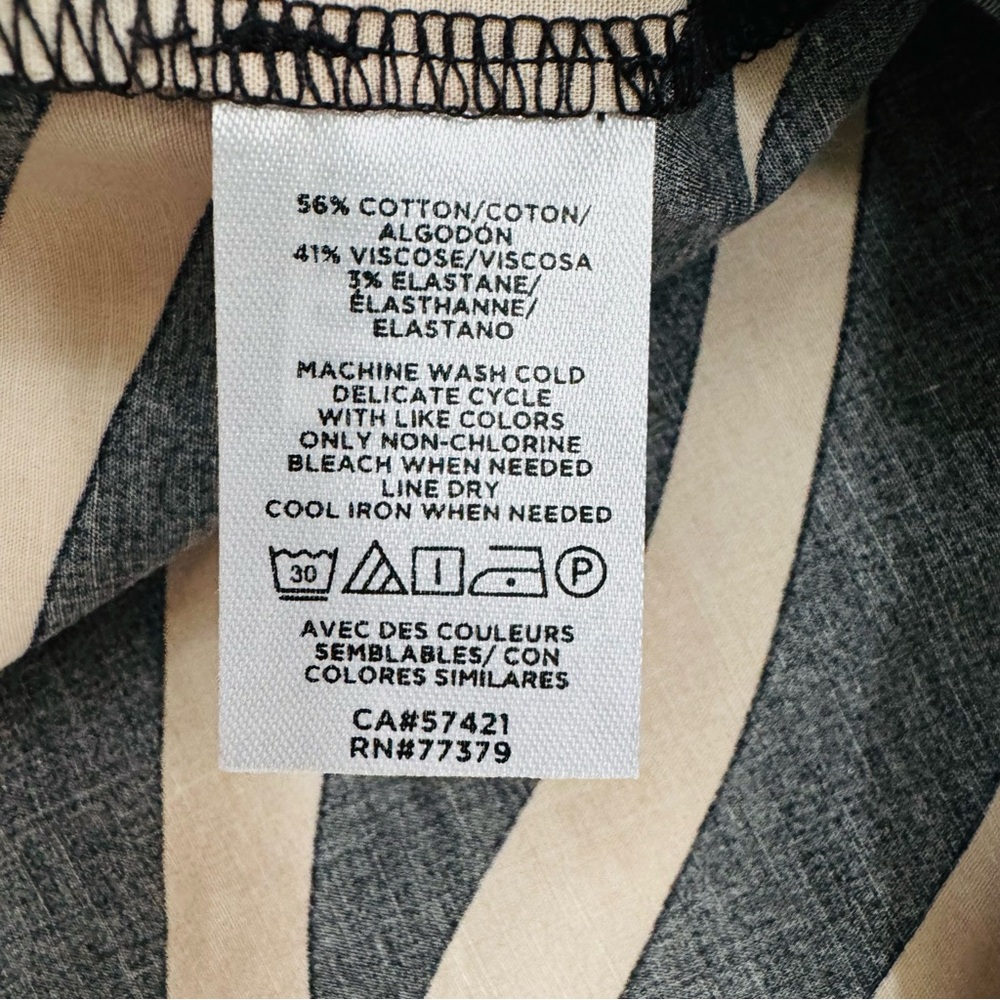 56% COTTON/COTON/
ALGODÓN
41% VISCOSE/VISCOSA
3% ELASTANE/
ÉLASTHANNE/
ELASTANO
MACHINE WASH COLD
DELICATE CYCLE
WITH LIKE COLORS
ONLY NON-CHLORINE
BLEACH WHEN NEEDED
LINE DRY
COOL IRON WHEN NEEDED
30 P
AVEC DES COULEURS
SEMBLABLES/ CON
COLORES SIMILARES
CA#57421
RN#77379